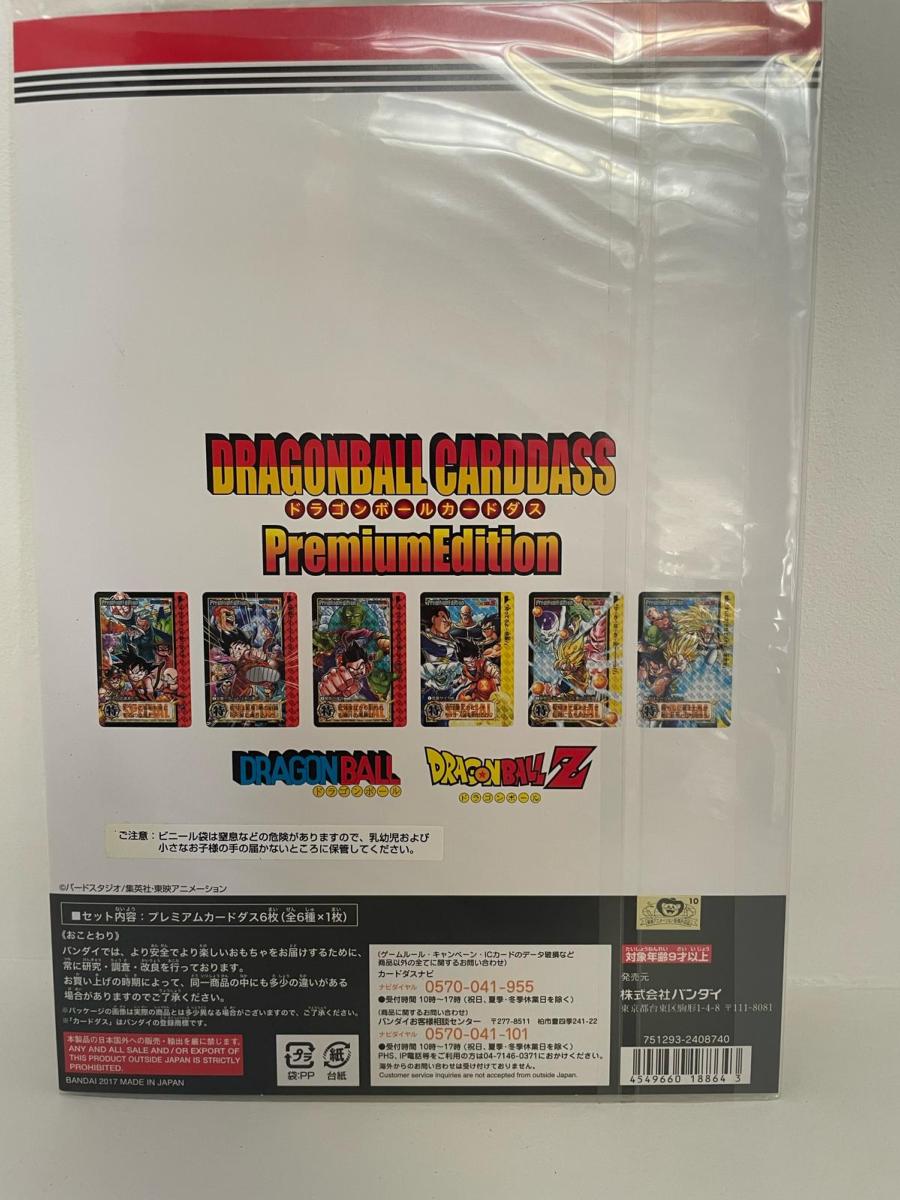 DRAGONBALL CARDDASS
ドラゴンボールカードダス
PremiumEdition
DRAGONBALL
ドラゴンボール
DRAGONBALL Z
ドラゴンボール
ご注意：ビニール袋は窒息などの危険がありますので、乳幼児および
小さなお子様の手の届かないところに保管してください。
©バードスタジオ/集英社・東映アニメーション
■セット内容：プレミアムカードダス6枚(全6種×1枚)
《おことわり》
バンダイでは、より安全でより楽しいおもちゃをお届けするために、
常に研究・調査・改良を行っております。
お買い上げの時期によって、同一商品の中にも多少の違いがある
場合がありますのでご了承ください。
※パッケージの画像は実際の商品とは多少異なる場合がございますので、ご了承ください。
※「カードダス」はバンダイの登録商標です。
本製品の日本国外への販売・輸出を厳に禁じます。
ANY AND ALL SALE AND/OR EXPORT OF
THIS PRODUCT OUTSIDE JAPAN IS STRICTLY
PROHIBITED.
BANDAI 2017 MADE IN JAPAN
プラ
袋:PP
紙
台紙
(ゲームルール・キャンペーン・ICカードのデータ破損など
商品以外の全てに関するお問い合わせ)
カードダスナビ
ナビダイヤル 0570-041-955
●受付時間 10時～17時 (祝日、夏季・冬季休業日を除く)
(商品に関するお問い合わせ)
バンダイお客様相談センター 〒277-8511 柏市豊四季241-22
ナビダイヤル 0570-041-101
●受付時間 10時～17時 (祝日、夏季・冬季休業日を除く)
PHS、IP電話等をご利用の方は04-7146-0371におかけください。
海外からのお問い合わせは受け付けておりません。
Customer service inquiries are not accepted from outside Japan.
10
対象年齢9才以上
発売元
株式会社バンダイ
東京都台東区駒形1-4-8 〒111-8081
751293-2408740
4549660 188643